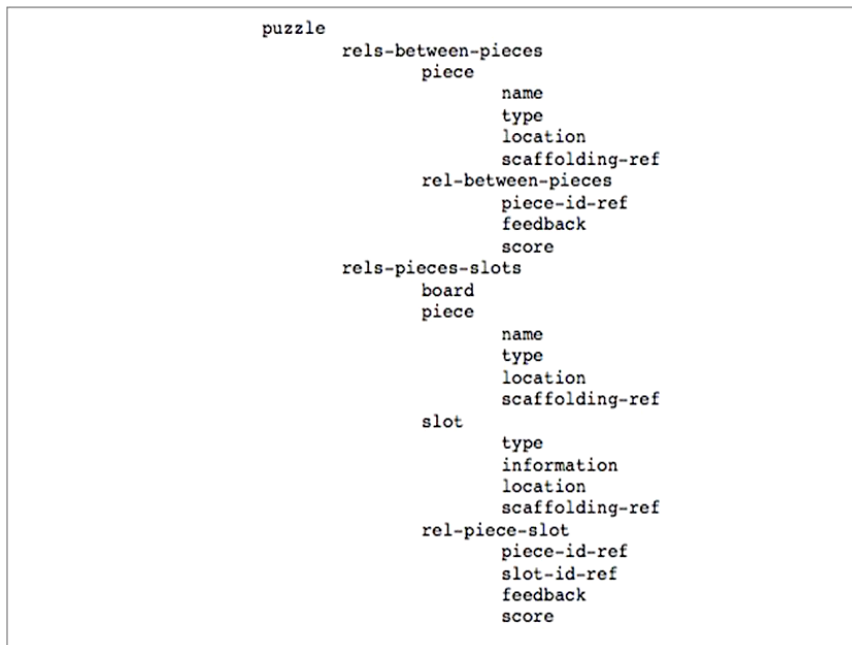 puzzle
rels-between-pieces
piece
name
type
location
scaffolding-ref
rel-between-pieces
piece-id-ref
feedback
score
rels-pieces-slots
board
piece
name
type
location
scaffolding-ref
slot
type
information
location
scaffolding-ref
rel-piece-slot
piece-id-ref
slot-id-ref
feedback
score